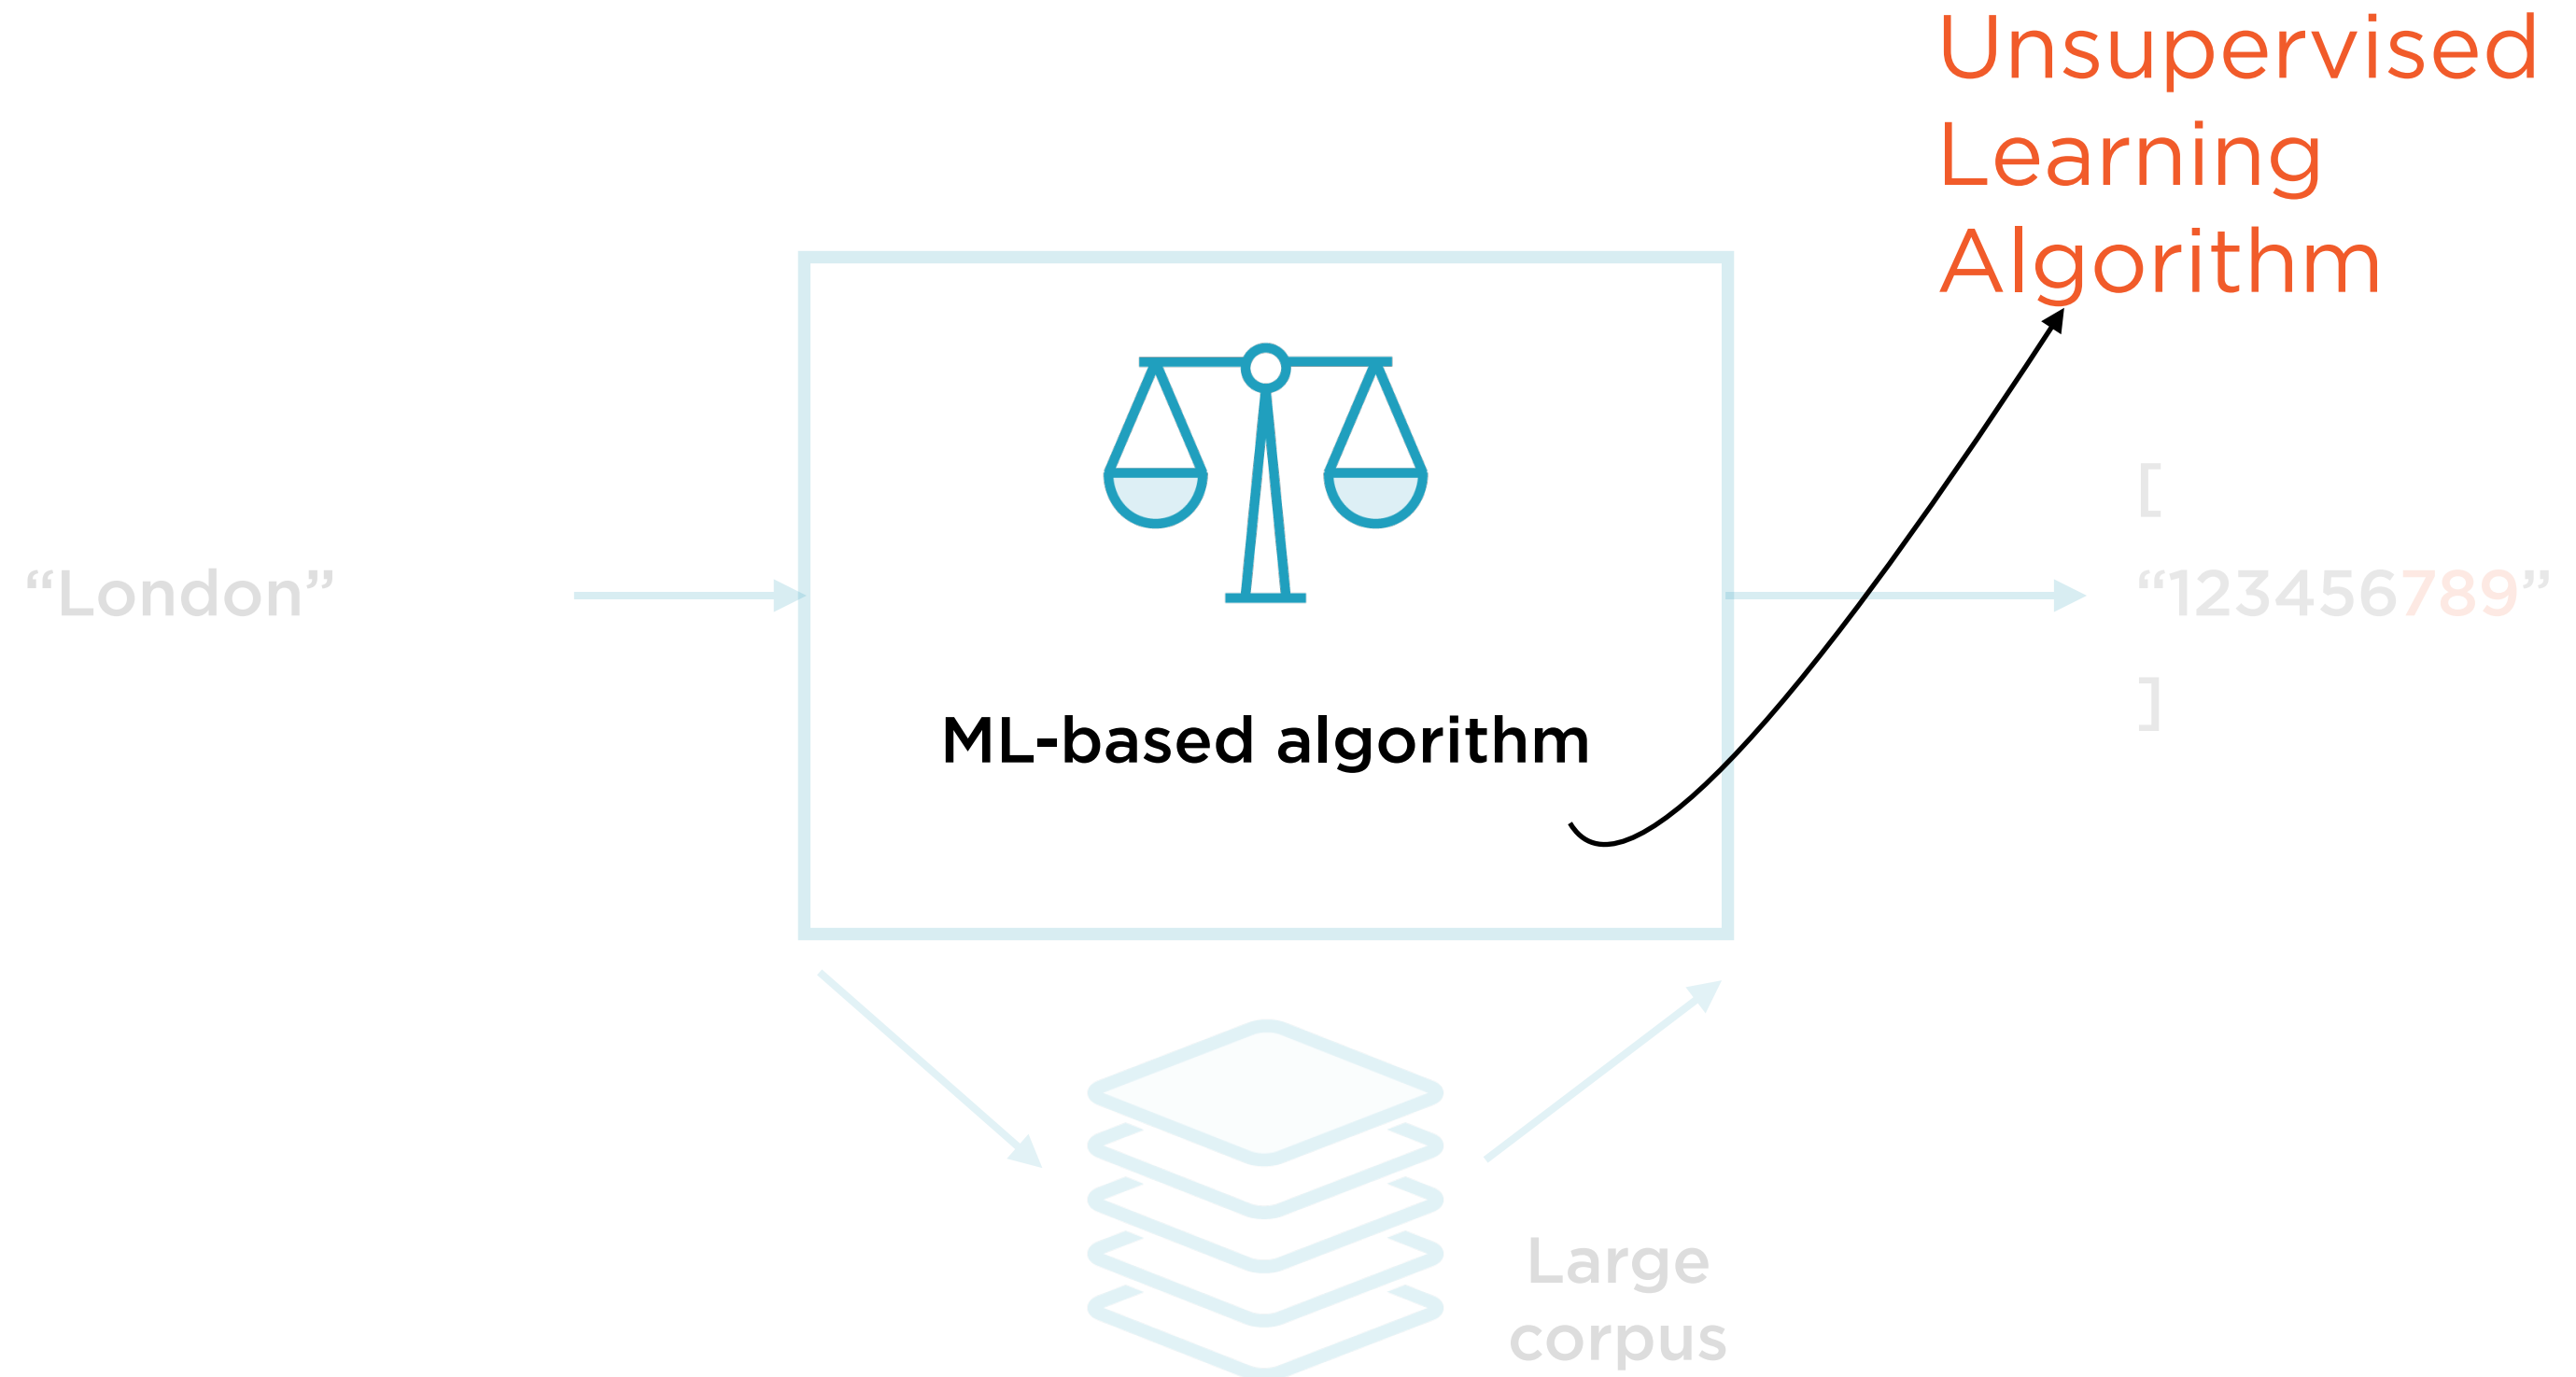 Unsupervised
Learning
Algorithm
“London”
ML-based algorithm
[
“123456789”
]
Large
corpus